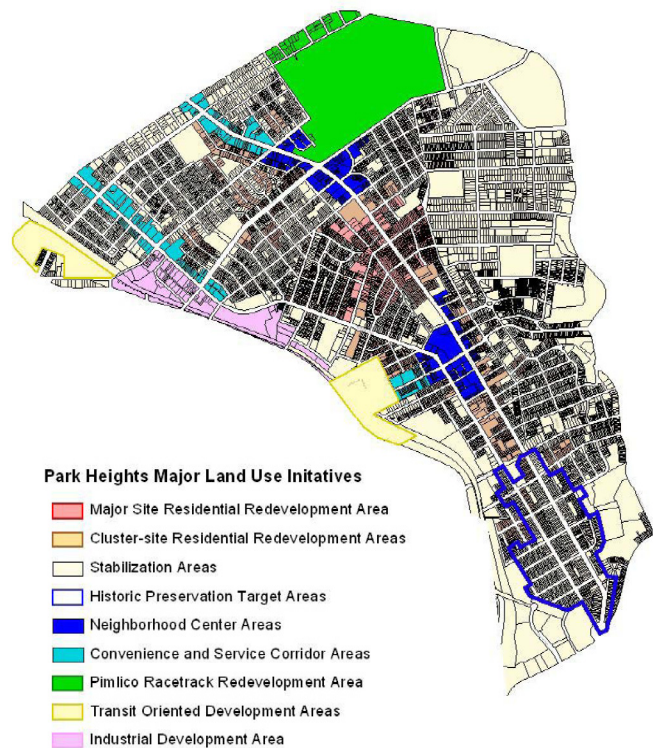 Park Heights Major Land Use Initatives
Major Site Residential Redevelopment Area
Cluster-site Residential Redevelopment Areas
Stabilization Areas
Historic Preservation Target Areas
Neighborhood Center Areas
Convenience and Service Corridor Areas
Pimlico Racetrack Redevelopment Area
Transit Oriented Development Areas
Industrial Development Area